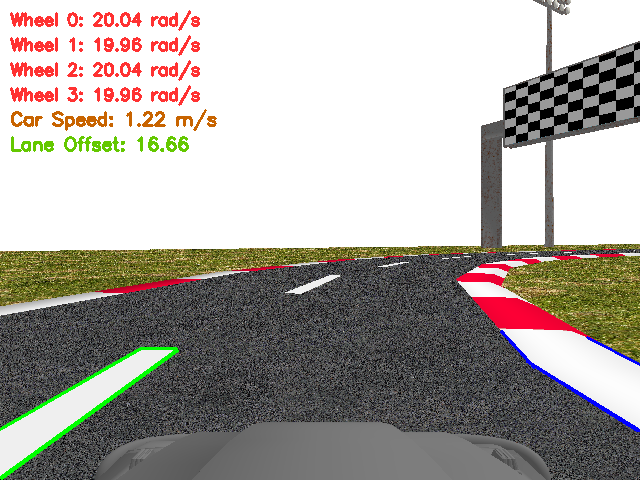 Wheel 0: 20.04 rad/s
Wheel 1: 19.96 rad/s
Wheel 2: 20.04 rad/s
Wheel 3: 19.96 rad/s
Car Speed: 1.22 m/s
Lane Offset: 16.66